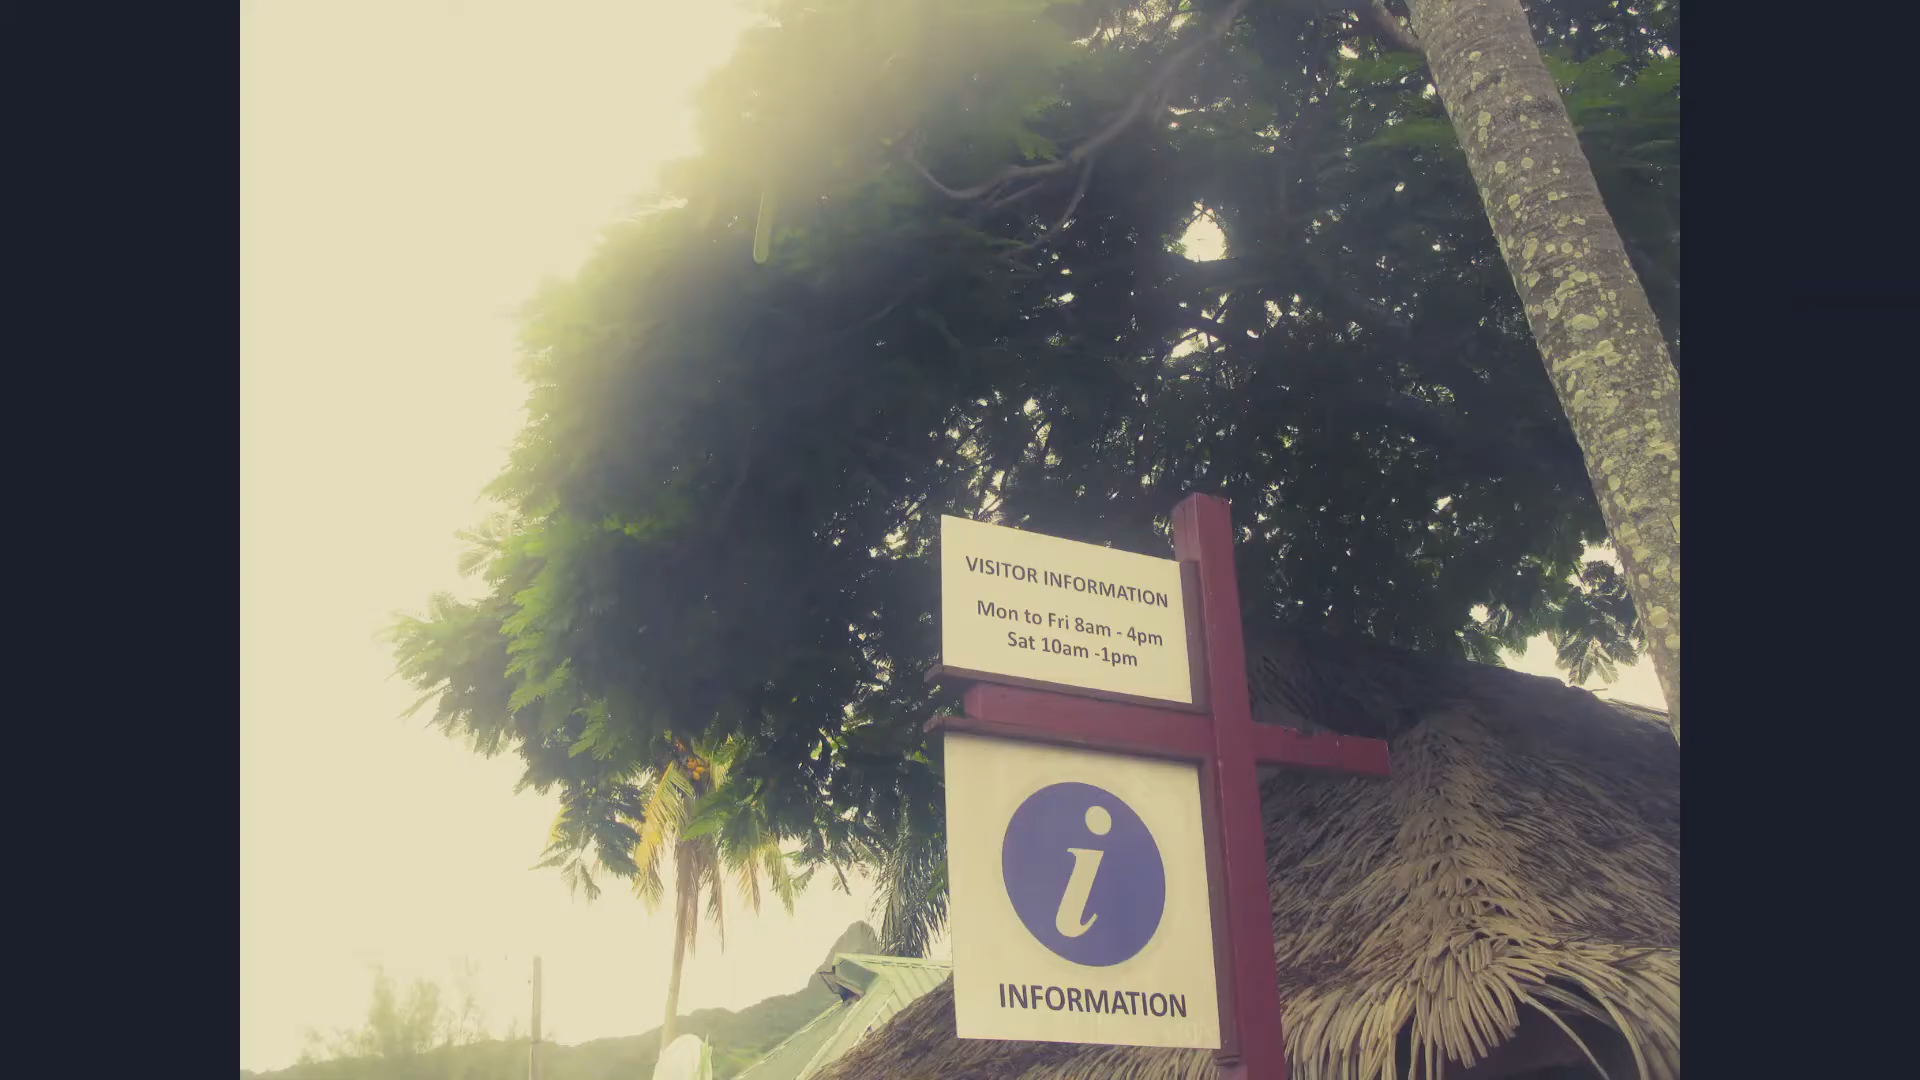 VISITOR INFORMATION
Mon to Fri 8am - 4pm
Sat 10am -1pm
i
INFORMATION